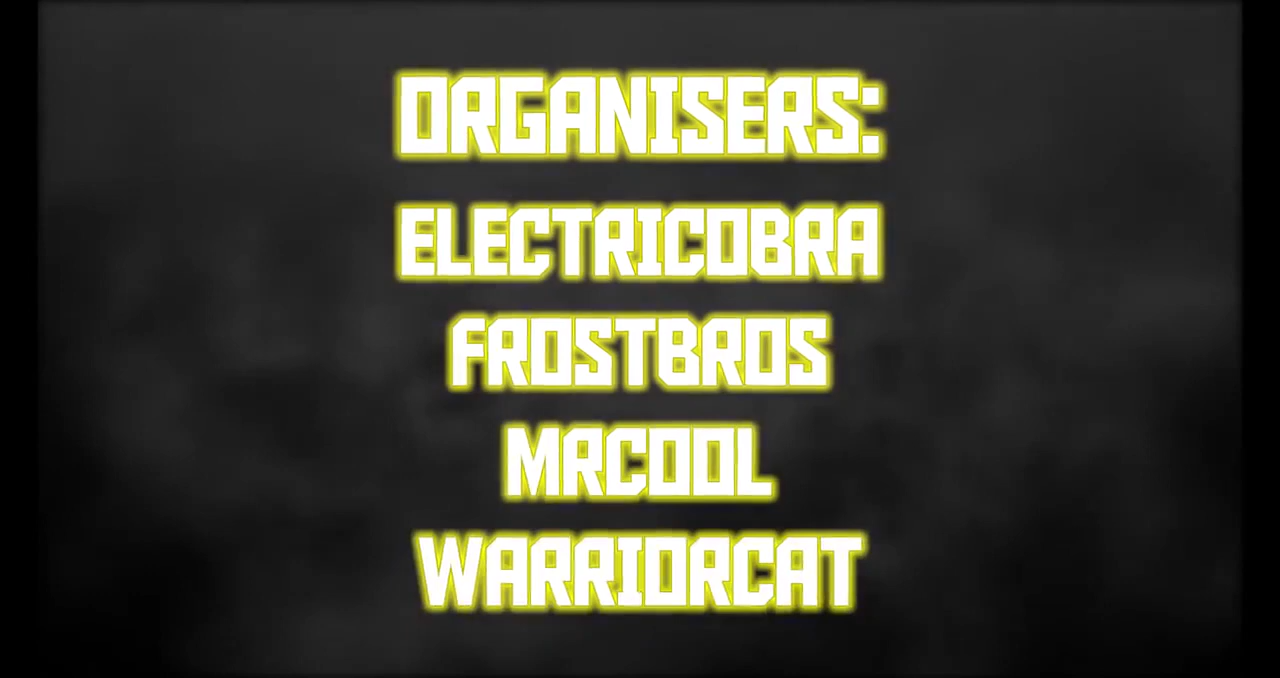 ORGANISERS:
ELECTRICOBRA
FROSTBROS
MRCOOL
WARRIORCAT